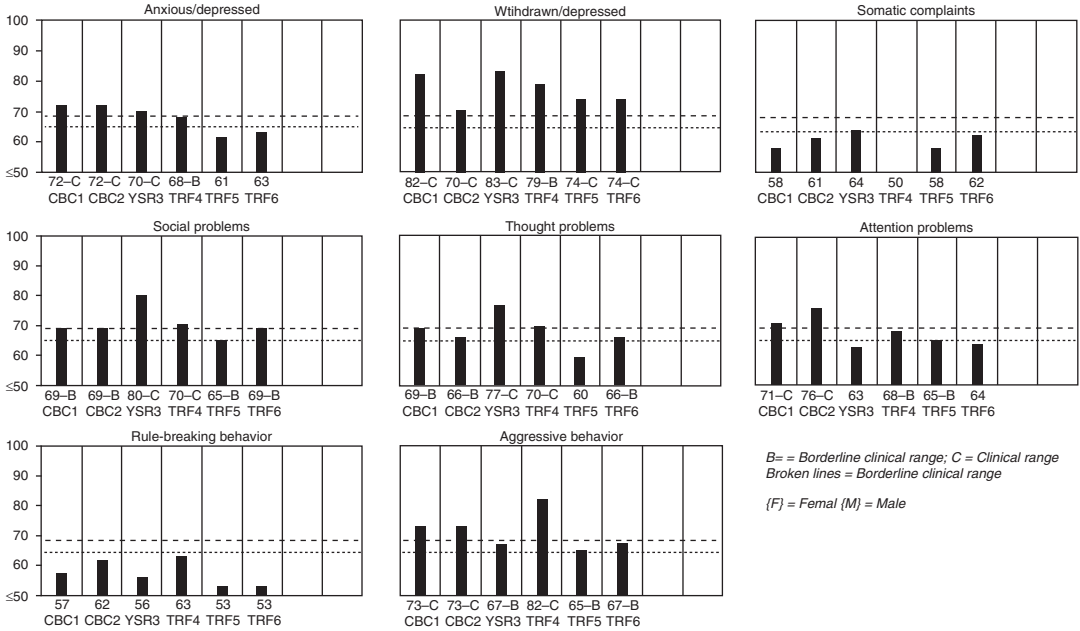 Anxious/depressed
100
90
80
70
60
≤50
72–C 72–C 70–C 68–B 61 63
CBC1 CBC2 YSR3 TRF4 TRF5 TRF6
Wtihdrawn/depressed
82–C 70–C 83–C 79–B 74–C 74–C
CBC1 CBC2 YSR3 TRF4 TRF5 TRF6
Somatic complaints
58 61 64 50 58 62
CBC1 CBC2 YSR3 TRF4 TRF5 TRF6
Social problems
100
90
80
70
60
≤50
69–B 69–B 80–C 70–C 65–B 69–B
CBC1 CBC2 YSR3 TRF4 TRF5 TRF6
Thought problems
69–B 66–B 77–C 70–C 60 66–B
CBC1 CBC2 YSR3 TRF4 TRF5 TRF6
Attention problems
71–C 76–C 63 68–B 65–B 64
CBC1 CBC2 YSR3 TRF4 TRF5 TRF6
Rule-breaking behavior
100
90
80
70
60
≤50
57 62 56 63 53 53
CBC1 CBC2 YSR3 TRF4 TRF5 TRF6
Aggressive behavior
73–C 73–C 67–B 82–C 65–B 67–B
CBC1 CBC2 YSR3 TRF4 TRF5 TRF6
B= = Borderline clinical range; C = Clinical range
Broken lines = Borderline clinical range
{F} = Femal {M} = Male